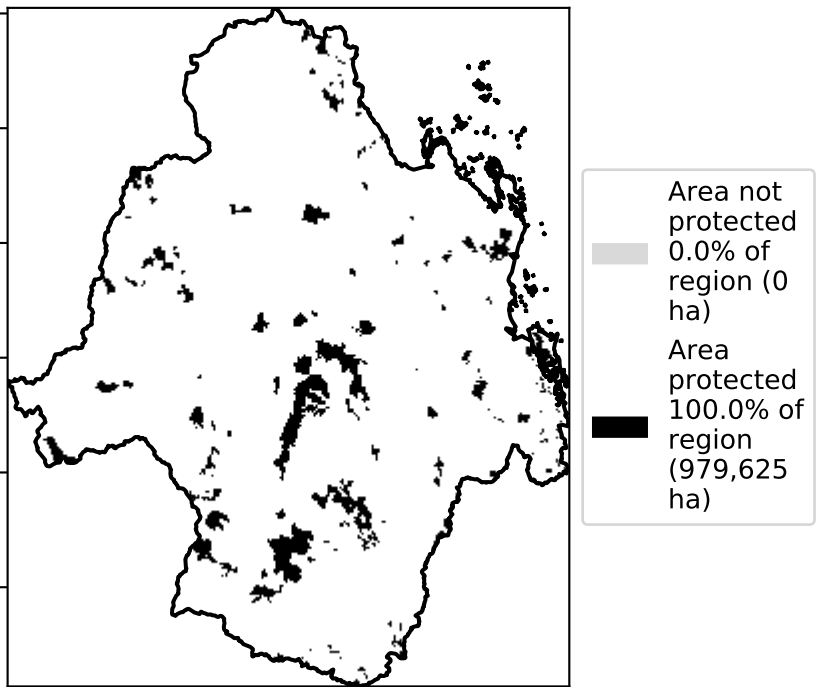 Area not
protected
0.0% of
region (0
ha)
Area
protected
100.0% of
region
(979,625
ha)